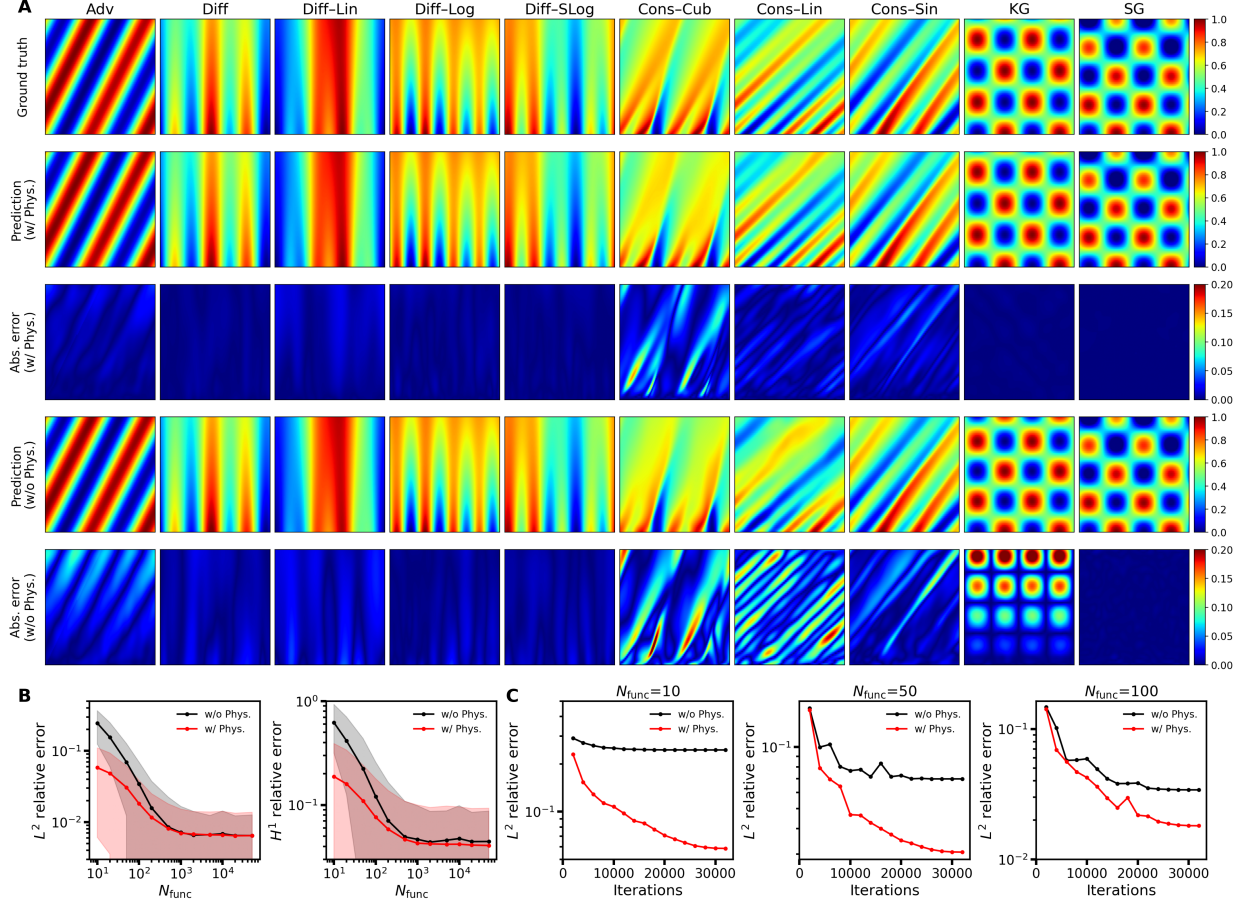 A
Adv Diff Diff–Lin Diff–Log Diff–SLog Cons–Cub Cons–Lin Cons–Sin KG SG
Ground truth
1.0
0.8
0.6
0.4
0.2
0.0
Prediction
(w/ Phys.)
1.0
0.8
0.6
0.4
0.2
0.0
Abs. error
(w/ Phys.)
0.20
0.15
0.10
0.05
0.00
Prediction
(w/o Phys.)
1.0
0.8
0.6
0.4
0.2
0.0
Abs. error
(w/o Phys.)
0.20
0.15
0.10
0.05
0.00
B
L² relative error
10⁻¹
10⁻²
w/o Phys.
w/ Phys.
10¹ 10² 10³ 10⁴
N_func
H¹ relative error
10⁰
10⁻¹
w/o Phys.
w/ Phys.
10¹ 10² 10³ 10⁴
N_func
C
N_func=10
L² relative error
10⁻¹
w/o Phys.
w/ Phys.
0 10000 20000 30000
Iterations
N_func=50
L² relative error
10⁻¹
w/o Phys.
w/ Phys.
0 10000 20000 30000
Iterations
N_func=100
L² relative error
10⁻¹
10⁻²
w/o Phys.
w/ Phys.
0 10000 20000 30000
Iterations